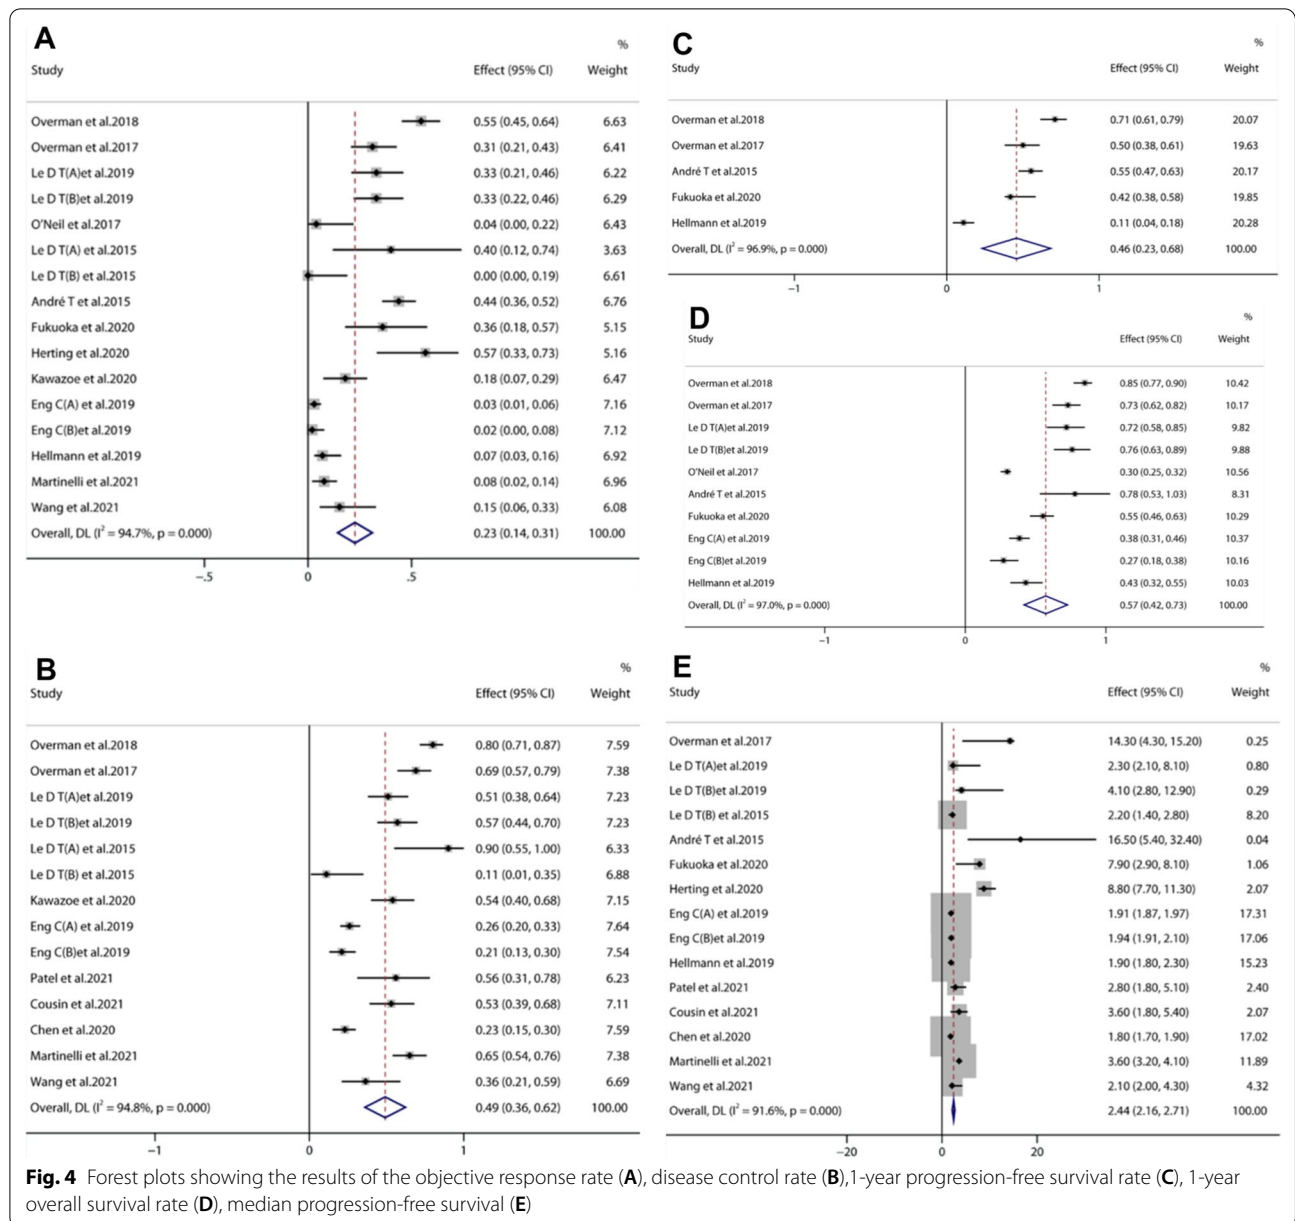 A
%
Study Effect (95% CI) Weight
Overman et al.2018 0.55 (0.45, 0.64) 6.63
Overman et al.2017 0.31 (0.21, 0.43) 6.41
Le D T(A)et al.2019 0.33 (0.21, 0.46) 6.22
Le D T(B)et al.2019 0.33 (0.22, 0.46) 6.29
O'Neil et al.2017 0.04 (0.00, 0.22) 6.43
Le D T(A) et al.2015 0.40 (0.12, 0.74) 3.63
Le D T(B) et al.2015 0.00 (0.00, 0.19) 6.61
André T et al.2015 0.44 (0.36, 0.52) 6.76
Fukuoka et al.2020 0.36 (0.18, 0.57) 5.15
Herting et al.2020 0.57 (0.33, 0.73) 5.16
Kawazoe et al.2020 0.18 (0.07, 0.29) 6.47
Eng C(A) et al.2019 0.03 (0.01, 0.06) 7.16
Eng C(B)et al.2019 0.02 (0.00, 0.08) 7.12
Hellmann et al.2019 0.07 (0.03, 0.16) 6.92
Martinelli et al.2021 0.08 (0.02, 0.14) 6.96
Wang et al.2021 0.15 (0.06, 0.33) 6.08
Overall, DL (I² = 94.7%, p = 0.000) 0.23 (0.14, 0.31) 100.00
-.5 0 .5
B
%
Study Effect (95% CI) Weight
Overman et al.2018 0.80 (0.71, 0.87) 7.59
Overman et al.2017 0.69 (0.57, 0.79) 7.38
Le D T(A)et al.2019 0.51 (0.38, 0.64) 7.23
Le D T(B)et al.2019 0.57 (0.44, 0.70) 7.23
Le D T(A) et al.2015 0.90 (0.55, 1.00) 6.33
Le D T(B) et al.2015 0.11 (0.01, 0.35) 6.88
Kawazoe et al.2020 0.54 (0.40, 0.68) 7.15
Eng C(A) et al.2019 0.26 (0.20, 0.33) 7.64
Eng C(B)et al.2019 0.21 (0.13, 0.30) 7.54
Patel et al.2021 0.56 (0.31, 0.78) 6.23
Cousin et al.2021 0.53 (0.39, 0.68) 7.11
Chen et al.2020 0.23 (0.15, 0.30) 7.59
Martinelli et al.2021 0.65 (0.54, 0.76) 7.38
Wang et al.2021 0.36 (0.21, 0.59) 6.69
Overall, DL (I² = 94.8%, p = 0.000) 0.49 (0.36, 0.62) 100.00
-1 0 1
C
%
Study Effect (95% CI) Weight
Overman et al.2018 0.71 (0.61, 0.79) 20.07
Overman et al.2017 0.50 (0.38, 0.61) 19.63
André T et al.2015 0.55 (0.47, 0.63) 20.17
Fukuoka et al.2020 0.42 (0.38, 0.58) 19.85
Hellmann et al.2019 0.11 (0.04, 0.18) 20.28
Overall, DL (I² = 96.9%, p = 0.000) 0.46 (0.23, 0.68) 100.00
-1 0 1
D
%
Study Effect (95% CI) Weight
Overman et al.2018 0.85 (0.77, 0.90) 10.42
Overman et al.2017 0.73 (0.62, 0.82) 10.17
Le D T(A)et al.2019 0.72 (0.58, 0.85) 9.82
Le D T(B)et al.2019 0.76 (0.63, 0.89) 9.88
O'Neil et al.2017 0.30 (0.25, 0.32) 10.56
André T et al.2015 0.78 (0.53, 1.03) 8.31
Fukuoka et al.2020 0.55 (0.46, 0.63) 10.29
Eng C(A) et al.2019 0.38 (0.31, 0.46) 10.37
Eng C(B)et al.2019 0.27 (0.18, 0.38) 10.16
Hellmann et al.2019 0.43 (0.32, 0.55) 10.03
Overall, DL (I² = 97.0%, p = 0.000) 0.57 (0.42, 0.73) 100.00
-1 0 1
E
%
Study Effect (95% CI) Weight
Overman et al.2017 14.30 (4.30, 15.20) 0.25
Le D T(A)et al.2019 2.30 (2.10, 8.10) 0.80
Le D T(B)et al.2019 4.10 (2.80, 12.90) 0.29
Le D T(B) et al.2015 2.20 (1.40, 2.80) 8.20
André T et al.2015 16.50 (5.40, 32.40) 0.04
Fukuoka et al.2020 7.90 (2.90, 8.10) 1.06
Herting et al.2020 8.80 (7.70, 11.30) 2.07
Eng C(A) et al.2019 1.91 (1.87, 1.97) 17.31
Eng C(B)et al.2019 1.94 (1.91, 2.10) 17.06
Hellmann et al.2019 1.90 (1.80, 2.30) 15.23
Patel et al.2021 2.80 (1.80, 5.10) 2.40
Cousin et al.2021 3.60 (1.80, 5.40) 2.07
Chen et al.2020 1.80 (1.70, 1.90) 17.02
Martinelli et al.2021 3.60 (3.20, 4.10) 11.89
Wang et al.2021 2.10 (2.00, 4.30) 4.32
Overall, DL (I² = 91.6%, p = 0.000) 2.44 (2.16, 2.71) 100.00
-20 0 20
Fig. 4 Forest plots showing the results of the objective response rate (A), disease control rate (B),1-year progression-free survival rate (C), 1-year
overall survival rate (D), median progression-free survival (E)